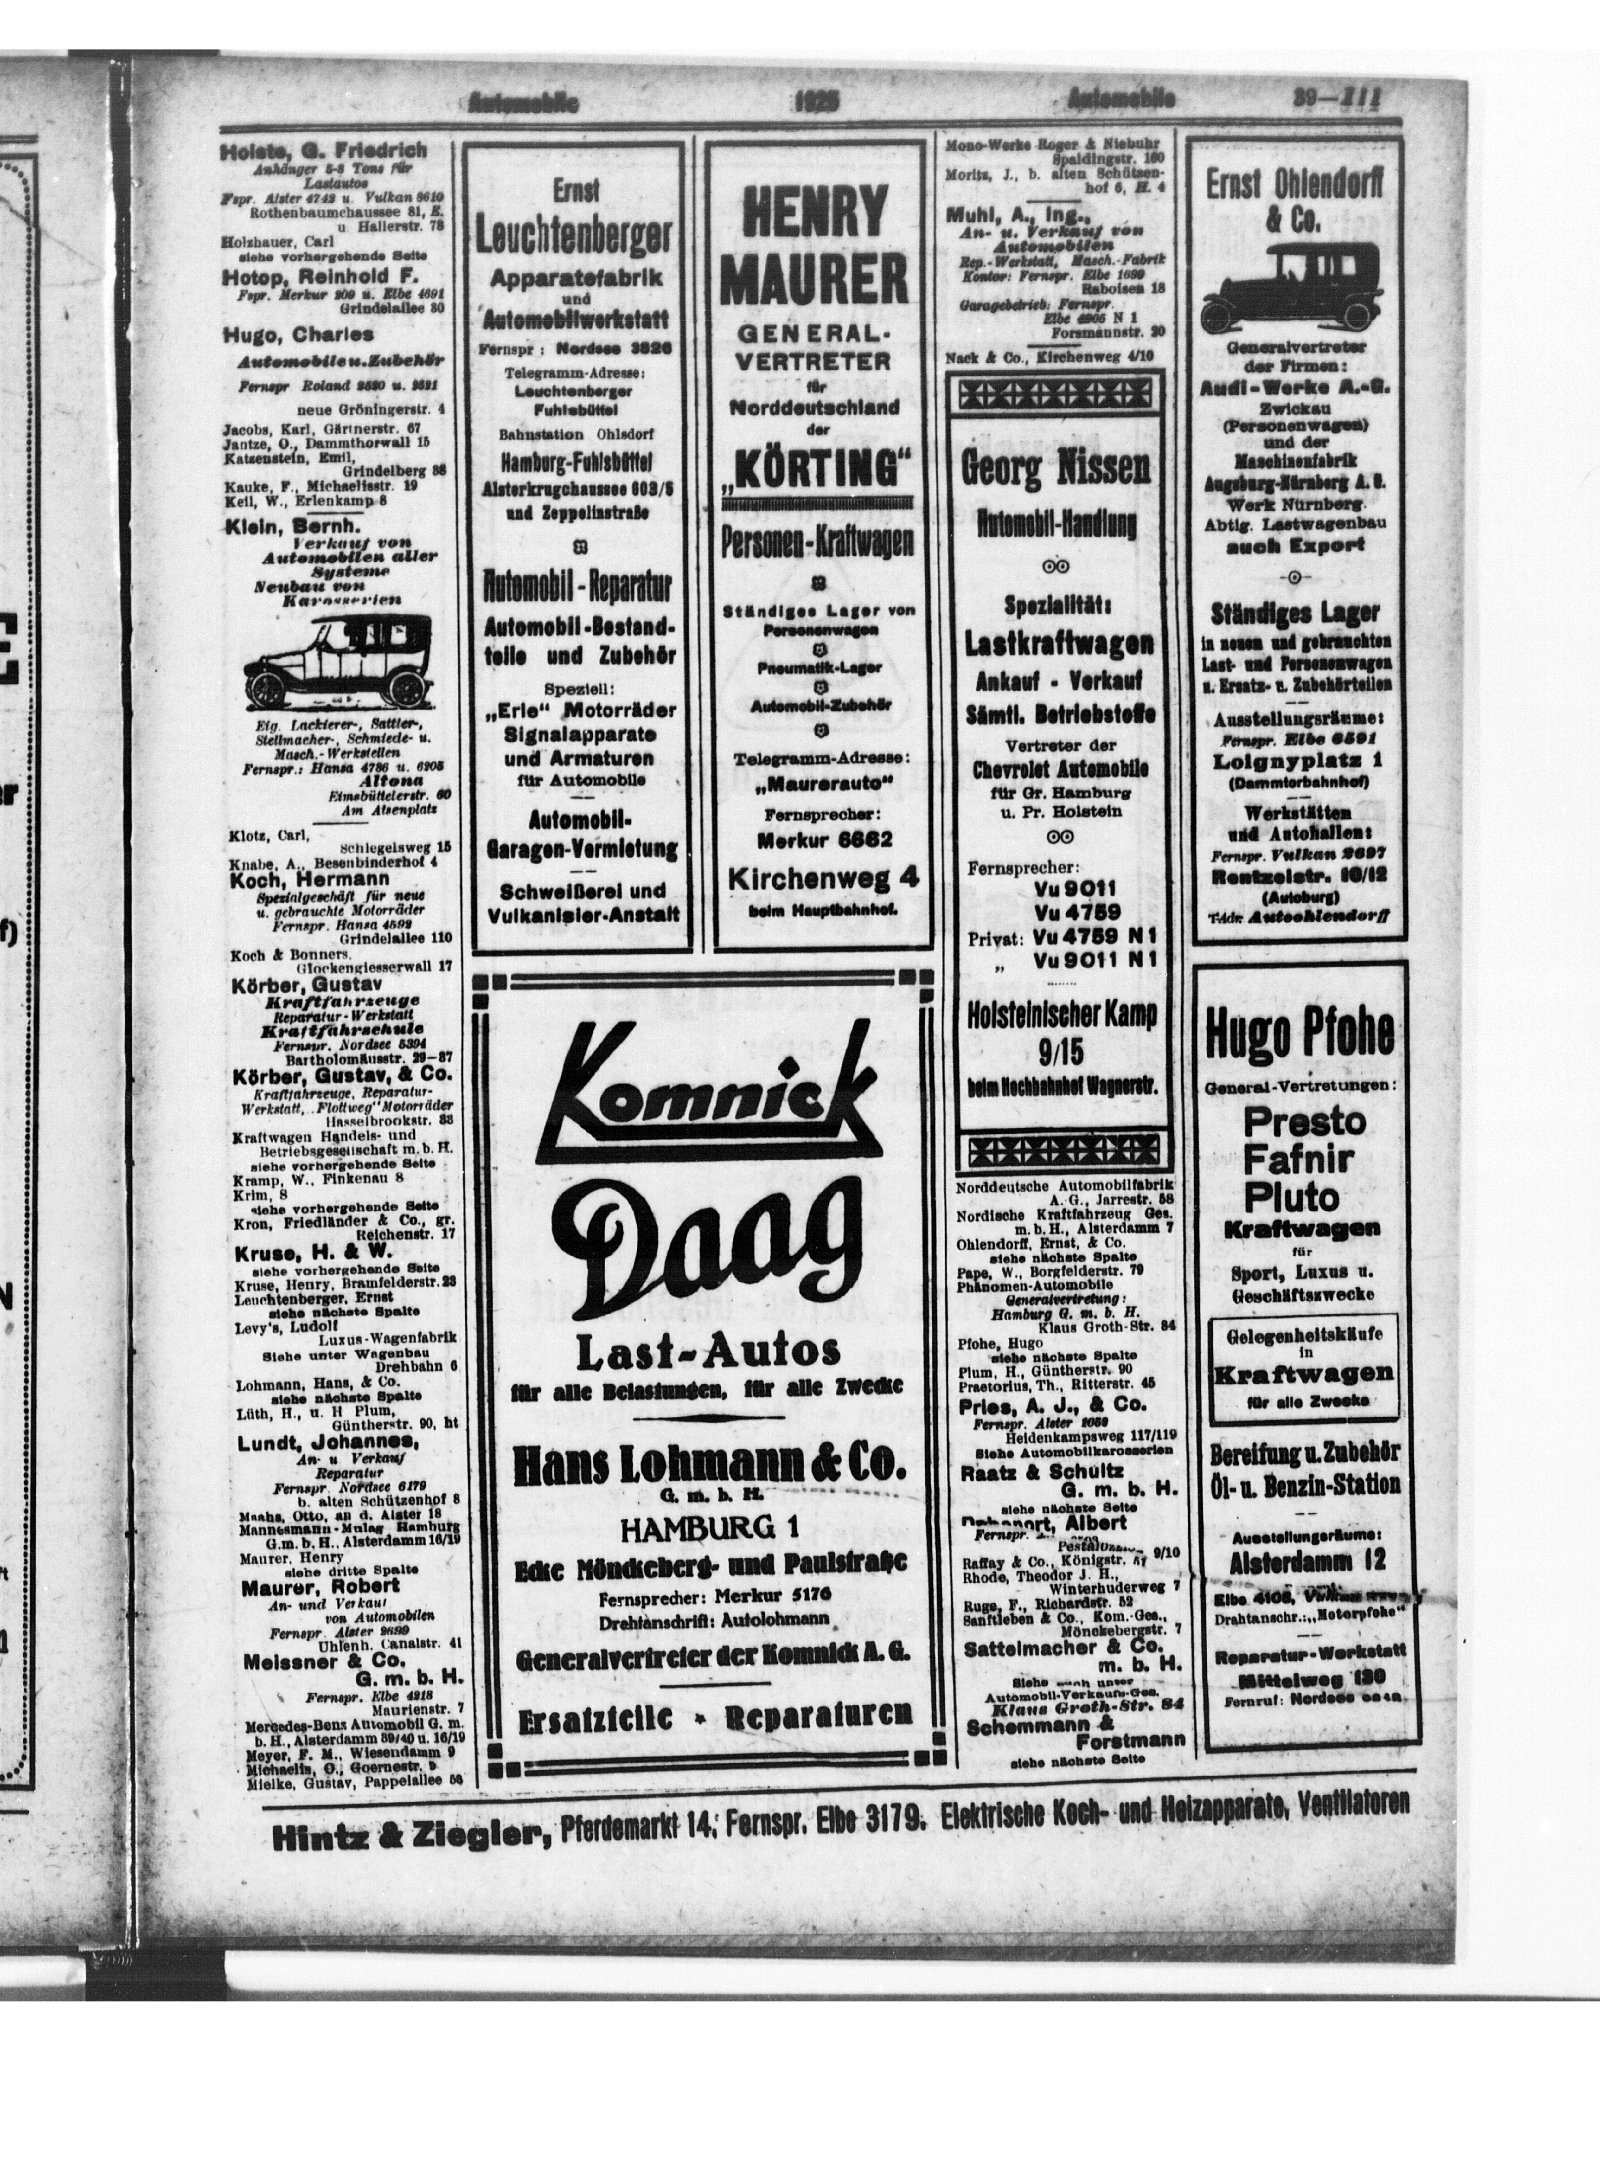 Automobile 1925 Automobile 39—III
Holste, G. Friedrich
Anhänger 5-8 Tons für
Lastautos
Fspr. Alster 4742 u. Vulkan 8610
Rothenbaumchaussee 81, E.
u Hallerstr. 78
Holzhauer, Carl
siehe vorhergehende Seite
Hotop, Reinhold F.
Fspr. Merkur 209 u. Elbe 4691
Grindelallee 30
Hugo, Charles
Automobile u. Zubehör
Fernspr Roland 2520 u. 2521
neue Gröningerstr. 4
Jacobs, Karl, Gärtnerstr. 67
Jantze, O., Dammthorwall 15
Katzenstein, Emil,
Grindelberg 88
Kauke, F., Michaelisstr. 19
Keil, W., Erlenkamp 8
Klein, Bernh.
Verkauf von
Automobilen aller
Systeme
Neubau von
Karosserien
Eig. Lackierer-, Sattler-,
Stellmacher-, Schmiede- u.
Masch.-Werkstellen
Fernspr.: Hansa 4786 u. 6205
Altona
Eimsbüttelerstr. 60
Am Alsenplatz
Klotz, Carl,
Schlegelsweg 15
Knabe, A., Besenbinderhof 4
Koch, Hermann
Spezialgeschäft für neue
u. gebrauchte Motorräder
Fernspr. Hansa 4592
Grindelallee 110
Koch & Bonners,
Glockengiesserwall 17
Körber, Gustav
Kraftfahrzeuge
Reparatur-Werkstatt
Kraftfahrschule
Fernspr. Nordsee 5394
Bartholomäusstr. 29—37
Körber, Gustav, & Co.
Kraftfahrzeuge, Reparatur-
Werkstatt, „Flottweg" Motorräder
Hasselbrookstr. 33
Kraftwagen Handels- und
Betriebsgesellschaft m. b. H.
siehe vorhergehende Seite
Kramp, W., Finkenau 8
Krim, 8
siehe vorhergehende Seite
Kron, Friedländer & Co., gr.
Reichenstr. 17
Kruse, H. & W.
siehe vorhergehende Seite
Kruse, Henry, Bramfelderstr. 23
Leuchtenberger, Ernst
siehe nächste Spalte
Levy's, Ludolf
Luxus-Wagenfabrik
Siehe unter Wagenbau
Drehbahn 6
Lohmann, Hans, & Co.
siehe nächste Spalte
Lüth, H., u. H Plum,
Güntherstr. 90, ht
Lundt, Johannes,
An- u Verkauf
Reparatur
Fernspr. Nordsee 6179
b. alten Schützenhof 8
Maahs, Otto, an d. Alster 18
Mannesmann-Mulag Hamburg
G.m.b.H., Alsterdamm 16/19
Maurer, Henry
siehe dritte Spalte
Maurer, Robert
An- und Verkauf
von Automobilen
Fernspr. Alster 2699
Uhlenh. Canalstr. 41
Meissner & Co.
G. m. b. H.
Fernspr. Elbe 4218
Maurienstr. 7
Mercedes-Benz Automobil G. m.
b. H., Alsterdamm 39/40 u. 16/19
Meyer, F. M., Wiesendamm 9
Michaelis, O., Goernestr. 9
Mielke, Gustav, Pappelallee 56
Ernst
Leuchtenberger
Apparatefabrik
und
Automobilwerkstatt
Fernspr: Nordsee 3826
Telegramm-Adresse:
Leuchtenberger
Fuhlsbüttel
Bahnstation Ohlsdorf
Hamburg-Fuhlsbüttel
Alsterkrugchaussee 603/5
und Zeppelinstraße
Automobil-Reparatur
Automobil-Bestand-
teile und Zubehör
Speziell:
„Erle" Motorräder
Signalapparate
und Armaturen
für Automobile
Automobil-
Garagen-Vermietung
Schweißerei und
Vulkanisier-Anstalt
HENRY
MAURER
GENERAL-
VERTRETER
für
Norddeutschland
der
„KÖRTING"
Personen-Kraftwagen
Ständiges Lager von
Personenwagen
Pneumatik-Lager
Automobil-Zubehör
Telegramm-Adresse:
„Maurerauto"
Fernsprecher:
Merkur 6662
Kirchenweg 4
beim Hauptbahnhof.
Komnick
Daag
Last-Autos
für alle Belastungen, für alle Zwecke
Hans Lohmann & Co.
G. m. b. H.
HAMBURG 1
Ecke Mönckeberg- und Paulstraße
Fernsprecher: Merkur 5176
Drehtanschrift: Autolohmann
Generalvertreter der Komnick A. G.
Ersatzteile * Reparaturen
Mono-Werke Roger & Niebuhr
Spaldingstr. 160
Moritz, J., b. alten Schützen-
hof 6, H. 4
Muhl, A., Ing.,
An- u. Verkauf von
Automobilen
Rep.-Werkstatt, Masch.-Fabrik
Kontor: Fernspr. Elbe 1699
Raboisen 18
Garagebetrieb: Fernspr.
Elbe 4905 N 1
Forsmannstr. 20
Nack & Co., Kirchenweg 4/10
Georg Nissen
Automobil-Handlung
Spezialität:
Lastkraftwagen
Ankauf - Verkauf
Sämtl. Betriebstoffe
Vertreter der
Chevrolet Automobile
für Gr. Hamburg
u. Pr. Holstein
Fernsprecher:
Vu 9011
Vu 4759
Privat: Vu 4759 N 1
„ Vu 9011 N 1
Holsteinischer Kamp
9/15
beim Hochbahnhof Wagnerstr.
Norddeutsche Automobilfabrik
A. G., Jarrestr. 58
Nordische Kraftfahrzeug Ges.
m. b. H., Alsterdamm 7
Ohlendorff, Ernst, & Co.
siehe nächste Spalte
Pape, W., Borgfelderstr. 79
Phänomen-Automobile
Generalvertretung:
Hamburg G. m. b. H.
Klaus Groth-Str. 84
Pfohe, Hugo
siehe nächste Spalte
Plum, H., Güntherstr. 90
Praetorius, Th., Ritterstr. 45
Pries, A. J., & Co.
Fernspr. Alster 2059
Heidenkampsweg 117/119
Siehe Automobilkarosserien
Raatz & Schultz
G. m. b. H.
siehe nächste Seite
Albert
Fernspr.
9/10
Raffay & Co., Königstr. 51
Rhode, Theodor J. H.,
Winterhuderweg 7
Ruge, F., Richardstr. 52
Sanftleben & Co., Kom.-Ges.,
Mönckebergstr. 7
Sattelmacher & Co.
m. b. H.
Siehe auch unter
Automobil-Verkaufs-Ges.
Klaus Groth-Str. 84
Schemmann &
Forstmann
siehe nächste Seite
Ernst Ohlendorff
& Co.
Generalvertreter
der Firmen:
Audi-Werke A.-G.
Zwickau
(Personenwagen)
und der
Maschinenfabrik
Augsburg-Nürnberg A. G.
Werk Nürnberg.
Abtlg. Lastwagenbau
auch Export
Ständiges Lager
in neuen und gebrauchten
Last- und Personenwagen
u. Ersatz- u. Zubehörteilen
Ausstellungsräume:
Fernspr. Elbe 6591
Loignyplatz 1
(Dammtorbahnhof)
Werkstätten
und Autohallen:
Fernspr. Vulkan 2697
Rentzelstr. 10/12
(Autoburg)
T-Adr. Autoohlendorff
Hugo Pfohe
General-Vertretungen:
Presto
Fafnir
Pluto
Kraftwagen
für
Sport, Luxus u.
Geschäftszwecke
Gelegenheitskäufe
in
Kraftwagen
für alle Zwecke
Bereifung u. Zubehör
Öl- u. Benzin-Station
Ausstellungsräume:
Alsterdamm 12
Elbe 4106, Vulkan
Drahtanschr.: „Motorpfohe"
Reparatur-Werkstatt
Mittelweg 130
Fernruf: Nordsee
Hintz & Ziegler, Pferdemarkt 14; Fernspr. Elbe 3179. Elektrische Koch- und Heizapparate, Ventilatoren